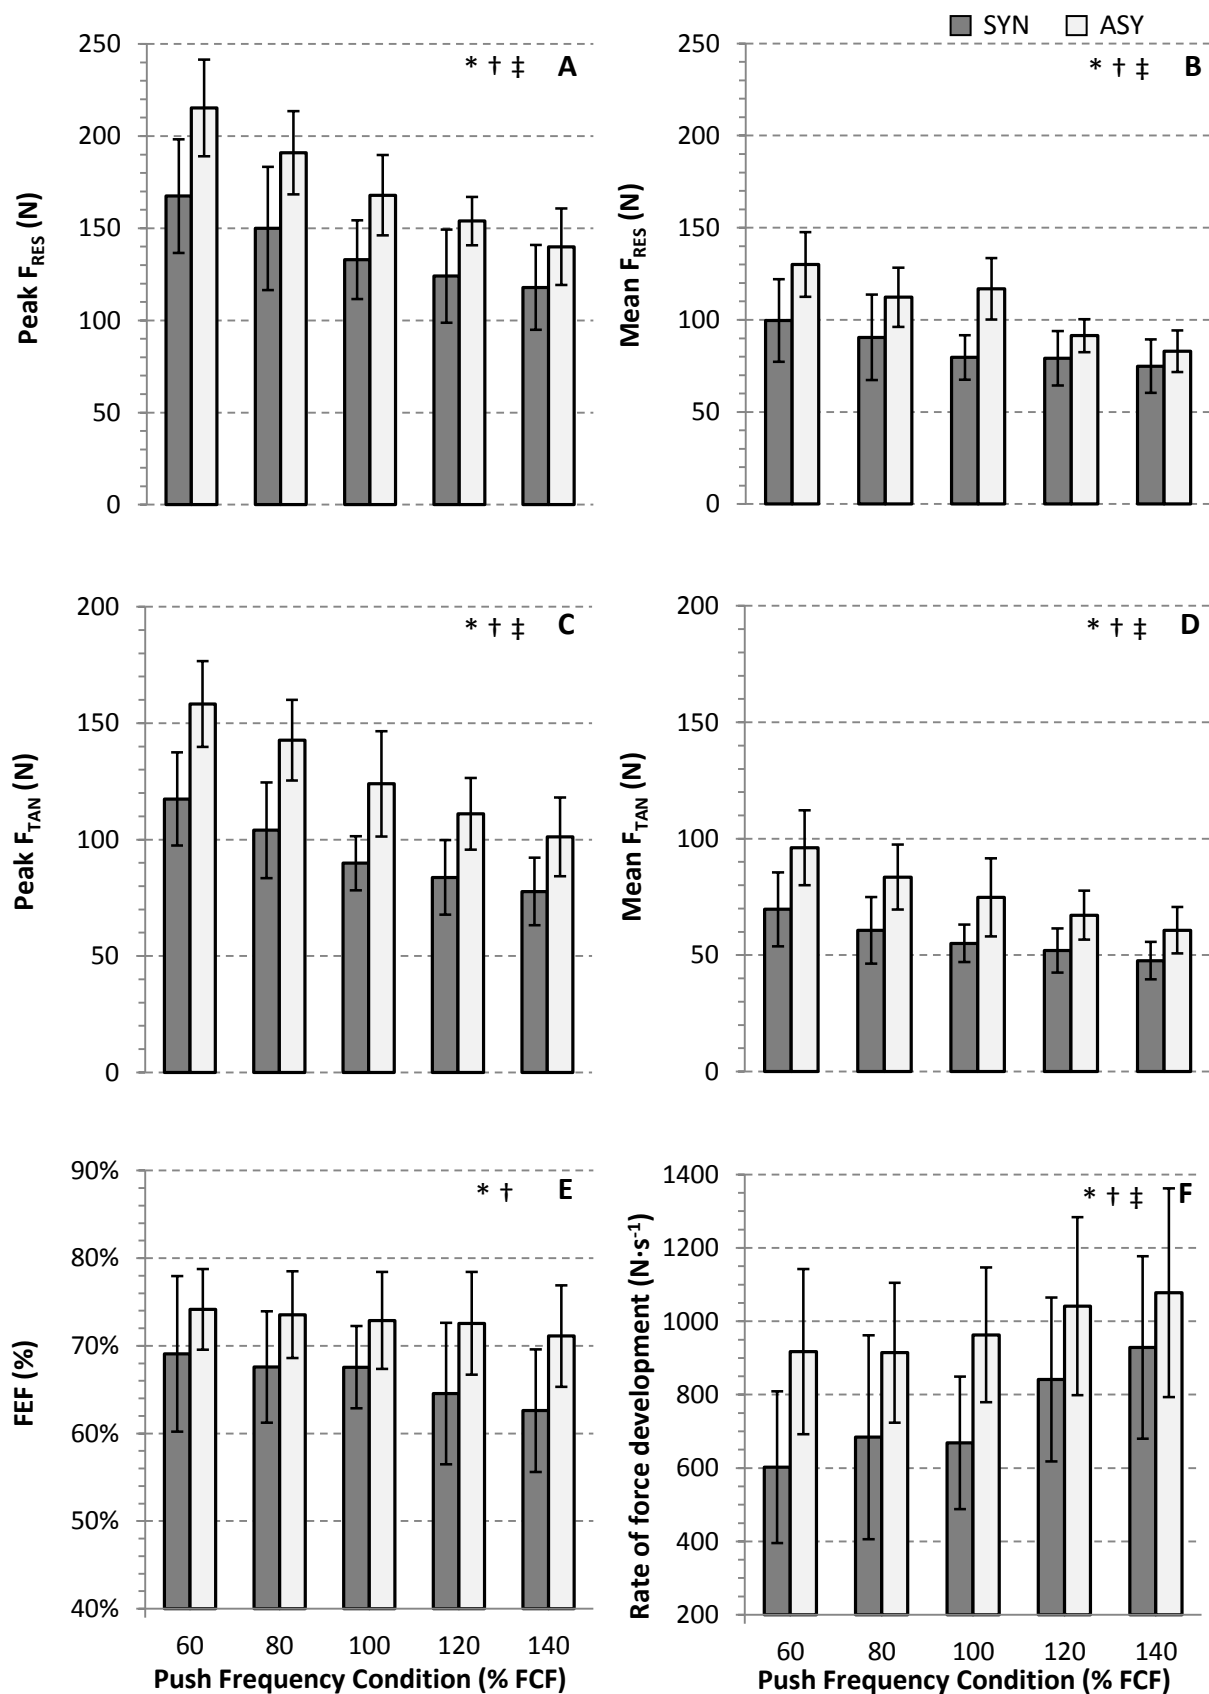 SYN ASY
250
200
150
100
50
0
Peak F_RES (N)
* † ‡ A
250
200
150
100
50
0
Mean F_RES (N)
* † ‡ B
200
150
100
50
0
Peak F_TAN (N)
* † ‡ C
200
150
100
50
0
Mean F_TAN (N)
* † ‡ D
90%
80%
70%
60%
50%
40%
FEF (%)
* † E
60 80 100 120 140
Push Frequency Condition (% FCF)
1400
1200
1000
800
600
400
200
Rate of force development (N·s⁻¹)
* † ‡ F
60 80 100 120 140
Push Frequency Condition (% FCF)